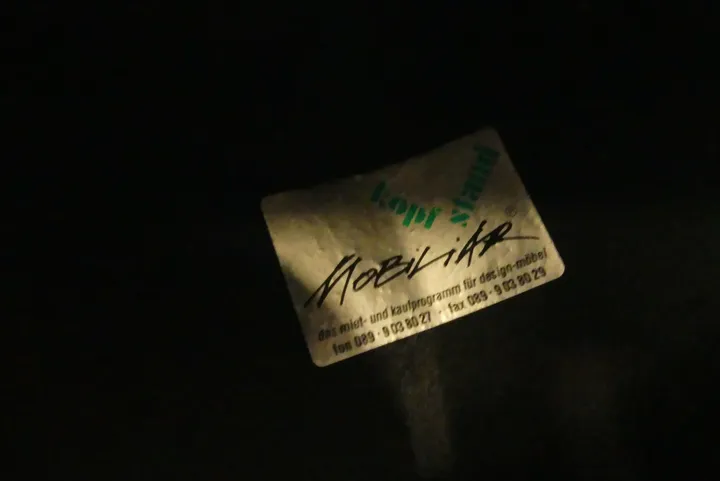 kopf stand
MOBiLiAR
das miet- und kaufprogramm für design-möbel
fon 089 · 9 03 80 27 · fax 089 · 9 03 80 29